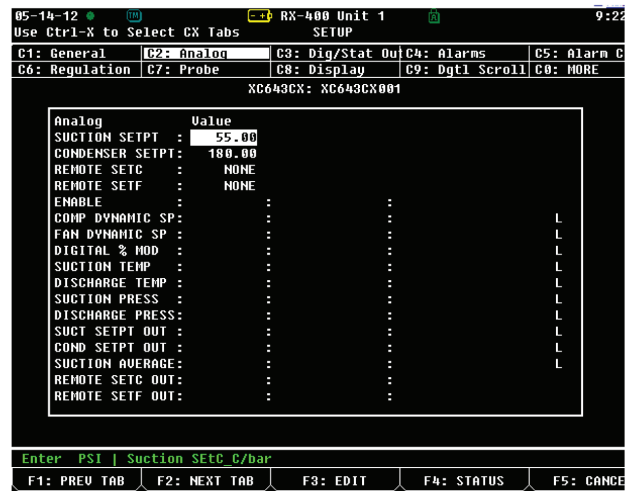 05-14-12 TM RX-400 Unit 1 9:22
Use Ctrl-X to Select CX Tabs SETUP
C1: General C2: Analog C3: Dig/Stat Out C4: Alarms C5: Alarm C
C6: Regulation C7: Probe C8: Display C9: Dgtl Scroll C0: MORE
XC643CX: XC643CX001
Analog Value
SUCTION SETPT : 55.00
CONDENSER SETPT: 180.00
REMOTE SETC : NONE
REMOTE SETF : NONE
ENABLE : : :
COMP DYNAMIC SP: : : L
FAN DYNAMIC SP : : : L
DIGITAL % MOD : : : L
SUCTION TEMP : : : L
DISCHARGE TEMP : : : L
SUCTION PRESS : : : L
DISCHARGE PRESS: : : L
SUCT SETPT OUT : : : L
COND SETPT OUT : : : L
SUCTION AVERAGE: : : L
REMOTE SETC OUT: : :
REMOTE SETF OUT: : :
Enter PSI | Suction SEtC_C/bar
F1: PREV TAB F2: NEXT TAB F3: EDIT F4: STATUS F5: CANCE